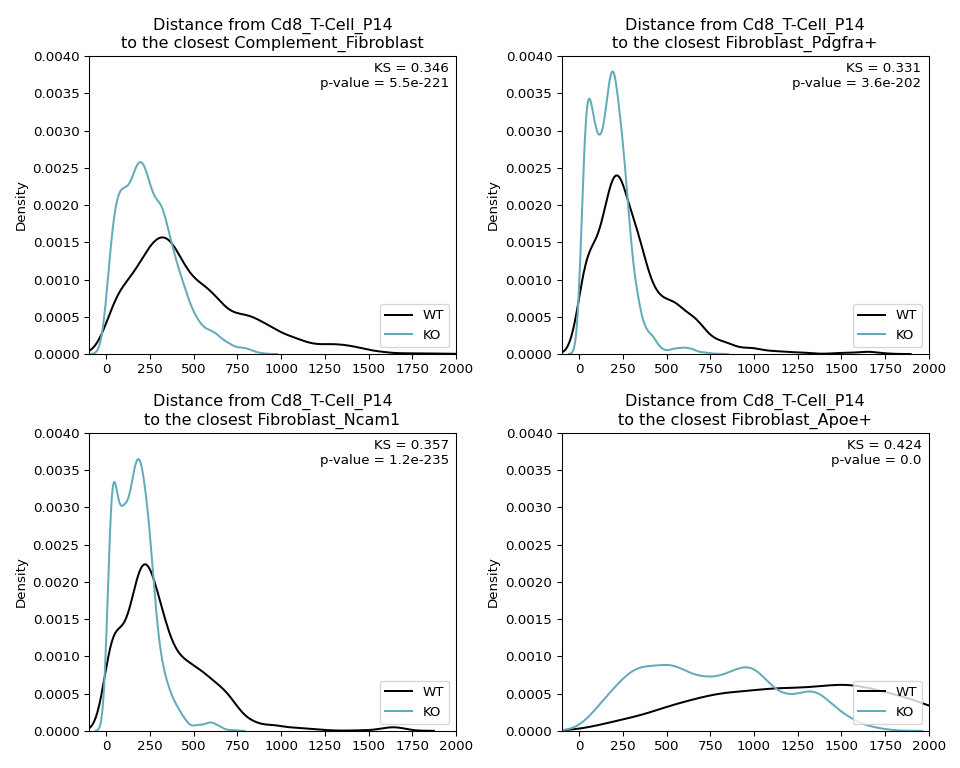 Distance from Cd8_T-Cell_P14
to the closest Complement_Fibroblast
KS = 0.346
p-value = 5.5e-221
Density
0.0040
0.0035
0.0030
0.0025
0.0020
0.0015
0.0010
0.0005
0.0000
0 250 500 750 1000 1250 1500 1750 2000
WT
KO
Distance from Cd8_T-Cell_P14
to the closest Fibroblast_Pdgfra+
KS = 0.331
p-value = 3.6e-202
Density
0.0040
0.0035
0.0030
0.0025
0.0020
0.0015
0.0010
0.0005
0.0000
0 250 500 750 1000 1250 1500 1750 2000
WT
KO
Distance from Cd8_T-Cell_P14
to the closest Fibroblast_Ncam1
KS = 0.357
p-value = 1.2e-235
Density
0.0040
0.0035
0.0030
0.0025
0.0020
0.0015
0.0010
0.0005
0.0000
0 250 500 750 1000 1250 1500 1750 2000
WT
KO
Distance from Cd8_T-Cell_P14
to the closest Fibroblast_Apoe+
KS = 0.424
p-value = 0.0
Density
0.0040
0.0035
0.0030
0.0025
0.0020
0.0015
0.0010
0.0005
0.0000
0 250 500 750 1000 1250 1500 1750 2000
WT
KO